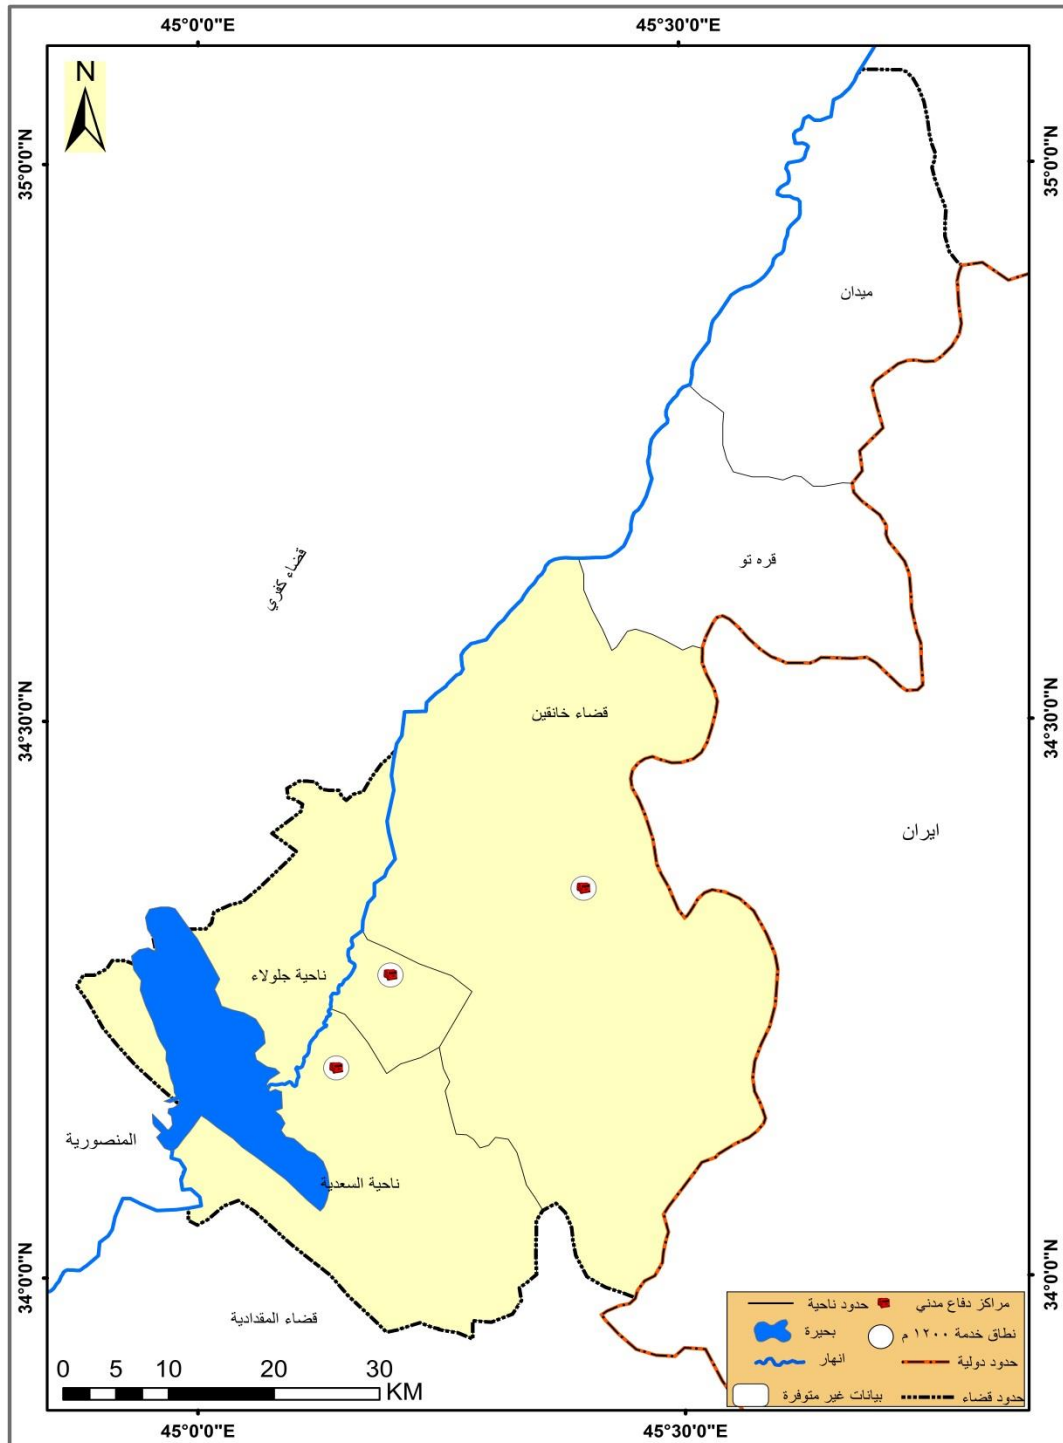 45°0'0"E
45°30'0"E
N
35°0'0"N
35°0'0"N
ميدان
قره تو
قضاء كفري
قضاء خانقين
34°30'0"N
34°30'0"N
ايران
ناحية جلولاء
المنصورية
ناحية السعدية
34°0'0"N
34°0'0"N
قضاء المقدادية
مراكز دفاع مدني
حدود ناحية
نطاق خدمة ١٢٠٠ م
بحيرة
حدود دولية
انهار
حدود قضاء
بيانات غير متوفرة
0 5 10 20 30
KM
45°0'0"E
45°30'0"E